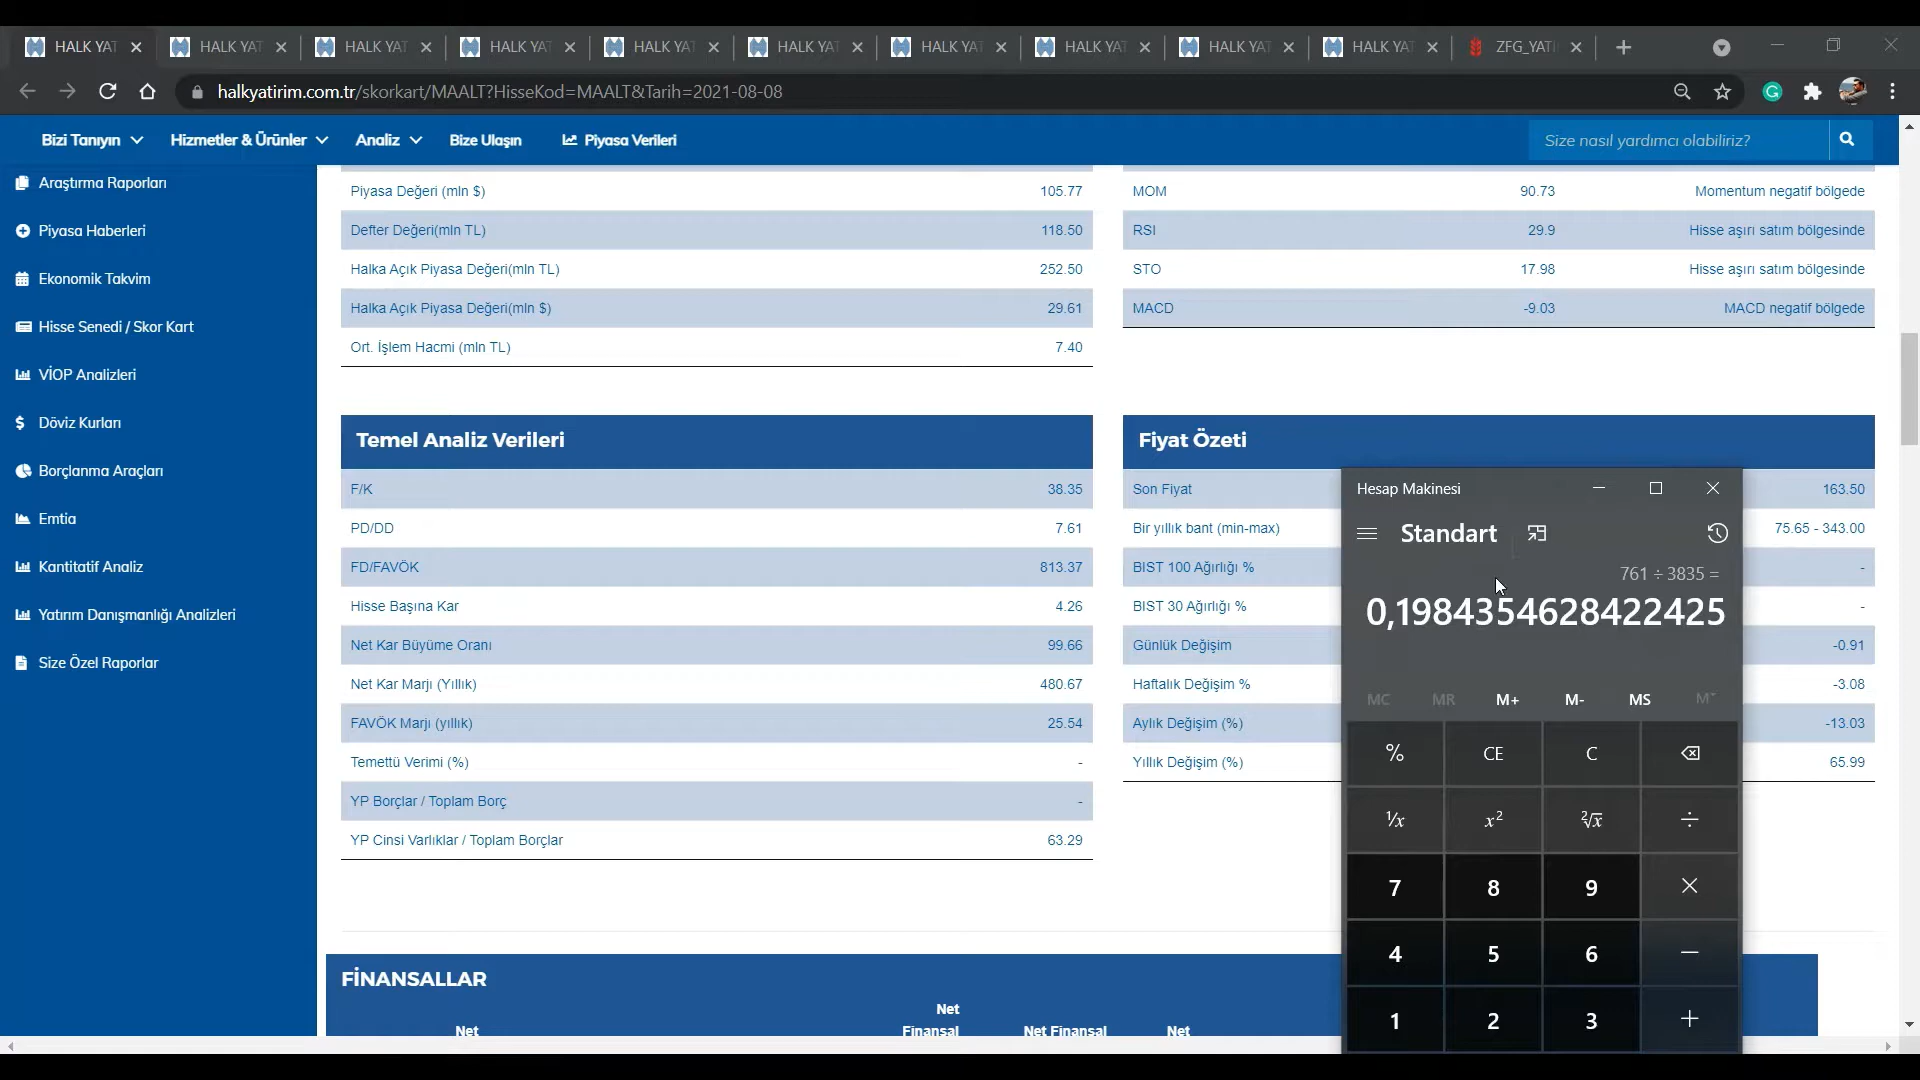 HALK YAT
HALK YAT
HALK YAT
HALK YAT
HALK YAT
HALK YAT
HALK YAT
HALK YAT
HALK YAT
HALK YAT
ZFG_YATI
halkyatirim.com.tr/skorkart/MAALT?HisseKod=MAALT&Tarih=2021-08-08
Bizi Tanıyın Hizmetler & Ürünler Analiz Bize Ulaşın Piyasa Verileri Size nasıl yardımcı olabiliriz?
Araştırma Raporları
Piyasa Haberleri
Ekonomik Takvim
Hisse Senedi / Skor Kart
VİOP Analizleri
Döviz Kurları
Borçlanma Araçları
Emtia
Kantitatif Analiz
Yatırım Danışmanlığı Analizleri
Size Özel Raporlar
Piyasa Değeri (mln $) 105.77
Defter Değeri(mln TL) 118.50
Halka Açık Piyasa Değeri(mln TL) 252.50
Halka Açık Piyasa Değeri(mln $) 29.61
Ort. İşlem Hacmi (mln TL) 7.40
MOM 90.73 Momentum negatif bölgede
RSI 29.9 Hisse aşırı satım bölgesinde
STO 17.98 Hisse aşırı satım bölgesinde
MACD -9.03 MACD negatif bölgede
Temel Analiz Verileri
F/K 38.35
PD/DD 7.61
FD/FAVÖK 813.37
Hisse Başına Kar 4.26
Net Kar Büyüme Oranı 99.66
Net Kar Marjı (Yıllık) 480.67
FAVÖK Marjı (yıllık) 25.54
Temettü Verimi (%) -
YP Borçlar / Toplam Borç -
YP Cinsi Varlıklar / Toplam Borçlar 63.29
Fiyat Özeti
Son Fiyat 163.50
Bir yıllık bant (min-max) 75.65 - 343.00
BIST 100 Ağırlığı % -
BIST 30 Ağırlığı % -
Günlük Değişim -0.91
Haftalık Değişim % -3.08
Aylık Değişim (%) -13.03
Yıllık Değişim (%) 65.99
Hesap Makinesi
Standart
761 ÷ 3835 =
0,1984354628422425
MC MR M+ M- MS M˅
% CE C
¹/x x² ²√x ÷
7 8 9 ×
4 5 6 −
1 2 3 +
FİNANSALLAR
Net
Net
Finansal
Net Finansal
Net